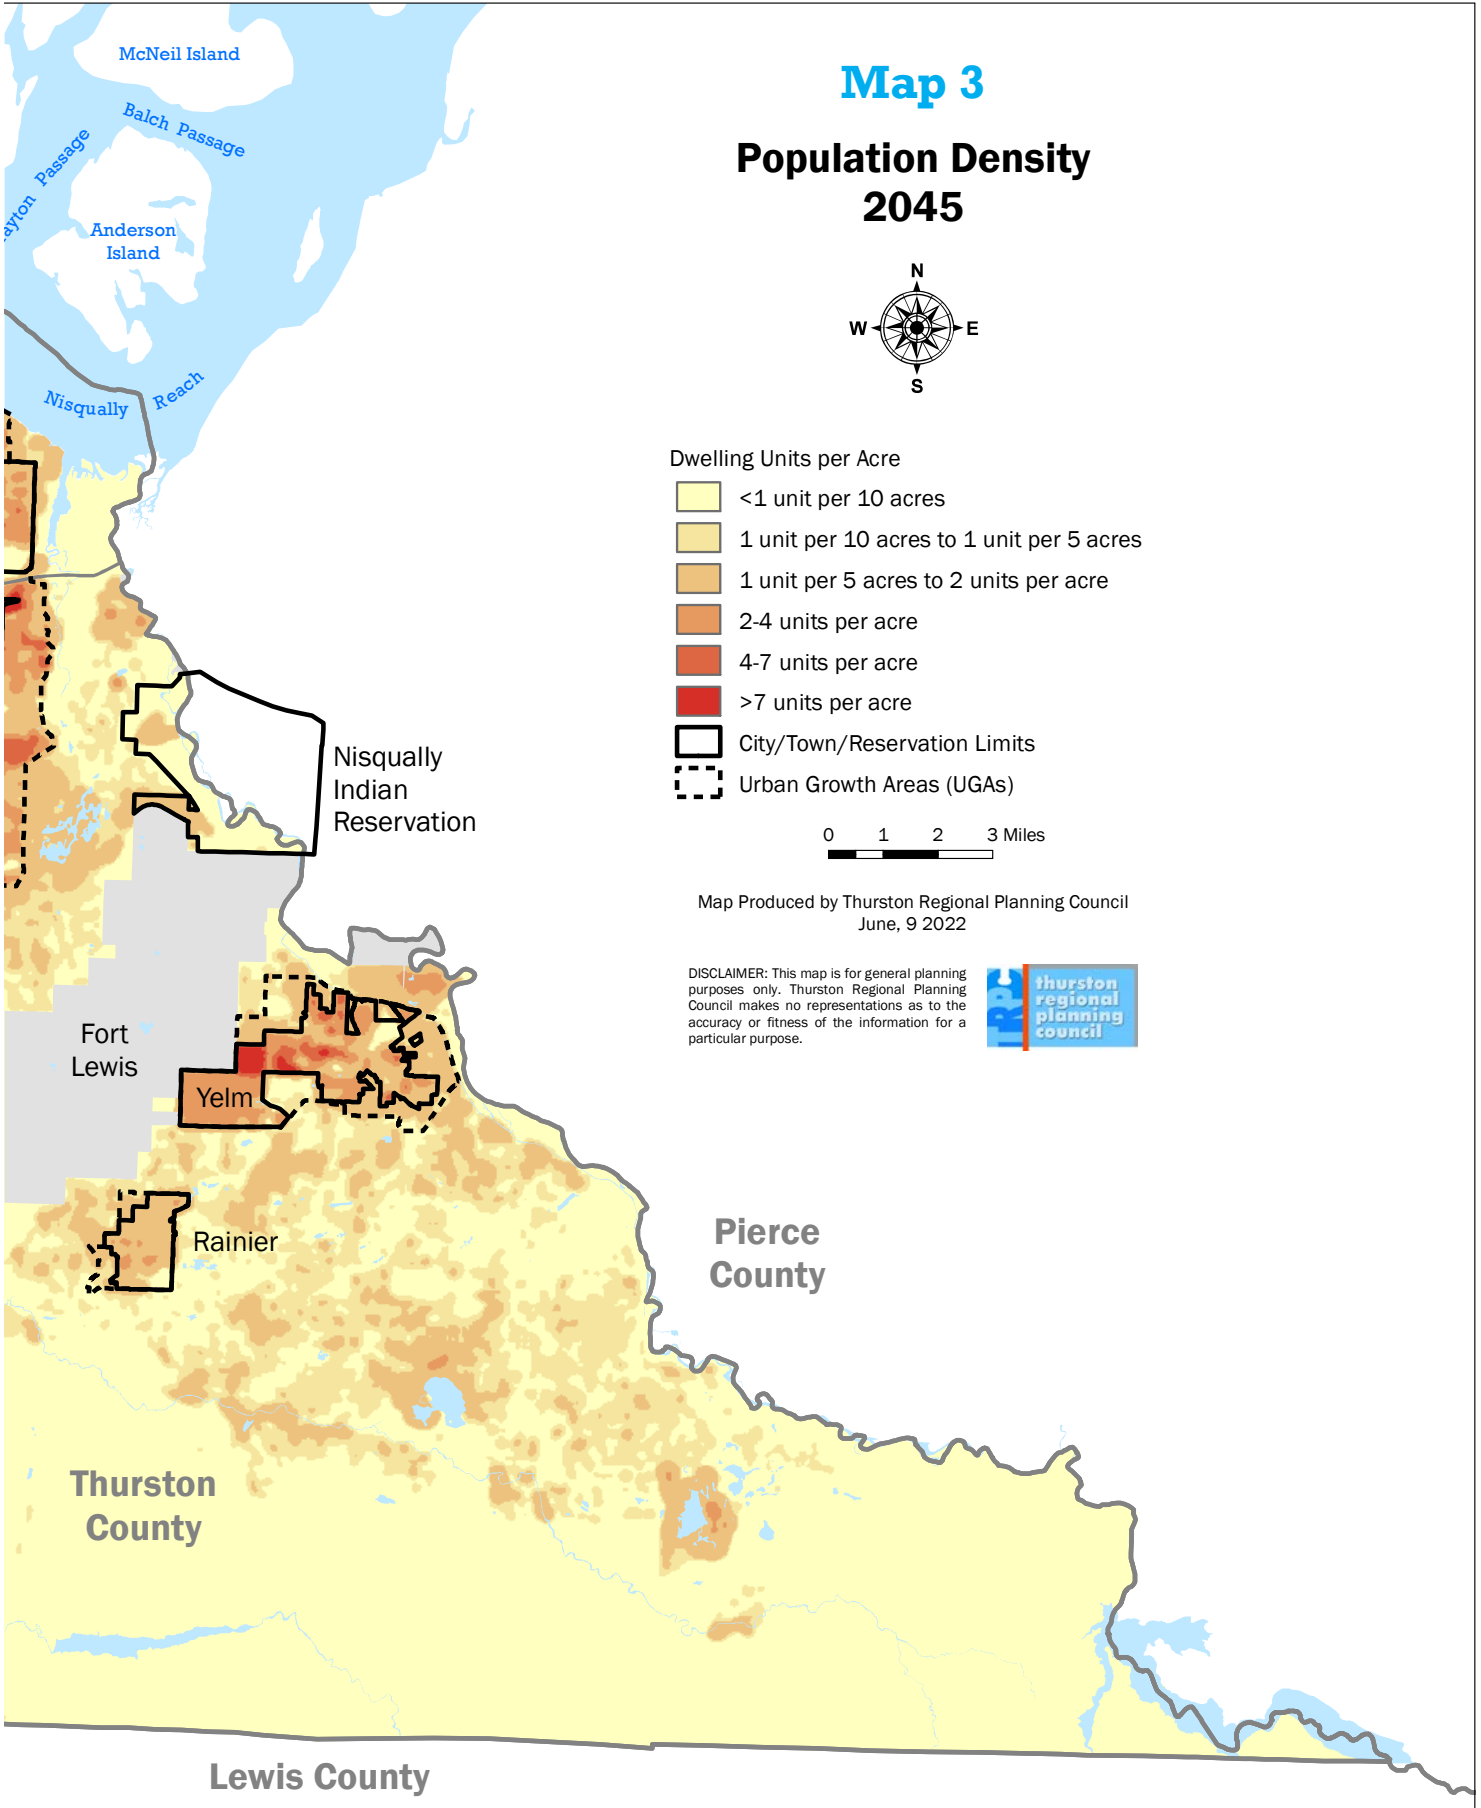 McNeil Island
Balch Passage
Passage
Anderson
Island
Nisqually Reach
Map 3
Population Density
2045
N
W
E
S
Dwelling Units per Acre
<1 unit per 10 acres
1 unit per 10 acres to 1 unit per 5 acres
1 unit per 5 acres to 2 units per acre
2-4 units per acre
4-7 units per acre
>7 units per acre
City/Town/Reservation Limits
Urban Growth Areas (UGAs)
0 1 2 3 Miles
Map Produced by Thurston Regional Planning Council
June, 9 2022
DISCLAIMER: This map is for general planning
purposes only. Thurston Regional Planning
Council makes no representations as to the
accuracy or fitness of the information for a
particular purpose.
TRPC
thurston
regional
planning
council
Nisqually
Indian
Reservation
Fort
Lewis
Yelm
Rainier
Pierce
County
Thurston
County
Lewis County